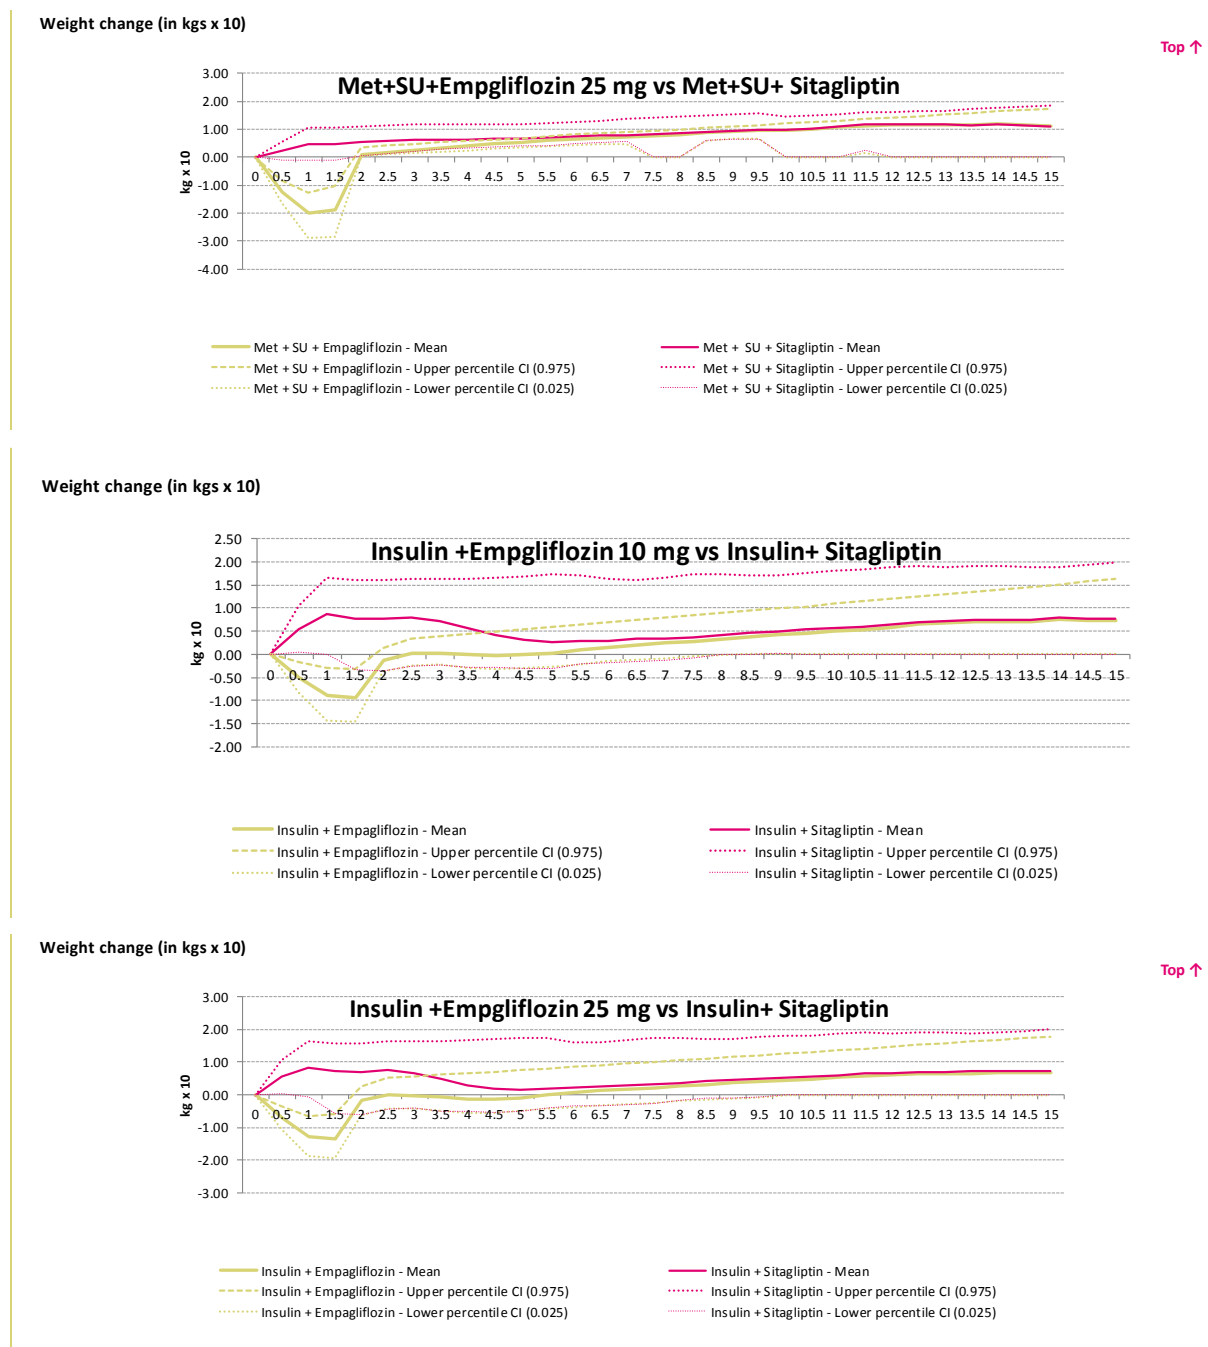 Weight change (in kgs x 10)
Top ↑
Met+SU+Empgliflozin 25 mg vs Met+SU+ Sitagliptin
3.00
2.00
1.00
0.00
-1.00
-2.00
-3.00
-4.00
kg x 10
0 0.5 1 1.5 2 2.5 3 3.5 4 4.5 5 5.5 6 6.5 7 7.5 8 8.5 9 9.5 10 10.5 11 11.5 12 12.5 13 13.5 14 14.5 15
Met + SU + Empagliflozin - Mean
Met + SU + Sitagliptin - Mean
Met + SU + Empagliflozin - Upper percentile CI (0.975)
Met + SU + Sitagliptin - Upper percentile CI (0.975)
Met + SU + Empagliflozin - Lower percentile CI (0.025)
Met + SU + Sitagliptin - Lower percentile CI (0.025)
Weight change (in kgs x 10)
Insulin +Empgliflozin 10 mg vs Insulin+ Sitagliptin
2.50
2.00
1.50
1.00
0.50
0.00
-0.50
-1.00
-1.50
-2.00
kg x 10
0 0.5 1 1.5 2 2.5 3 3.5 4 4.5 5 5.5 6 6.5 7 7.5 8 8.5 9 9.5 10 10.5 11 11.5 12 12.5 13 13.5 14 14.5 15
Insulin + Empagliflozin - Mean
Insulin + Sitagliptin - Mean
Insulin + Empagliflozin - Upper percentile CI (0.975)
Insulin + Sitagliptin - Upper percentile CI (0.975)
Insulin + Empagliflozin - Lower percentile CI (0.025)
Insulin + Sitagliptin - Lower percentile CI (0.025)
Weight change (in kgs x 10)
Top ↑
Insulin +Empgliflozin 25 mg vs Insulin+ Sitagliptin
3.00
2.00
1.00
0.00
-1.00
-2.00
-3.00
kg x 10
0 0.5 1 1.5 2 2.5 3 3.5 4 4.5 5 5.5 6 6.5 7 7.5 8 8.5 9 9.5 10 10.5 11 11.5 12 12.5 13 13.5 14 14.5 15
Insulin + Empagliflozin - Mean
Insulin + Sitagliptin - Mean
Insulin + Empagliflozin - Upper percentile CI (0.975)
Insulin + Sitagliptin - Upper percentile CI (0.975)
Insulin + Empagliflozin - Lower percentile CI (0.025)
Insulin + Sitagliptin - Lower percentile CI (0.025)